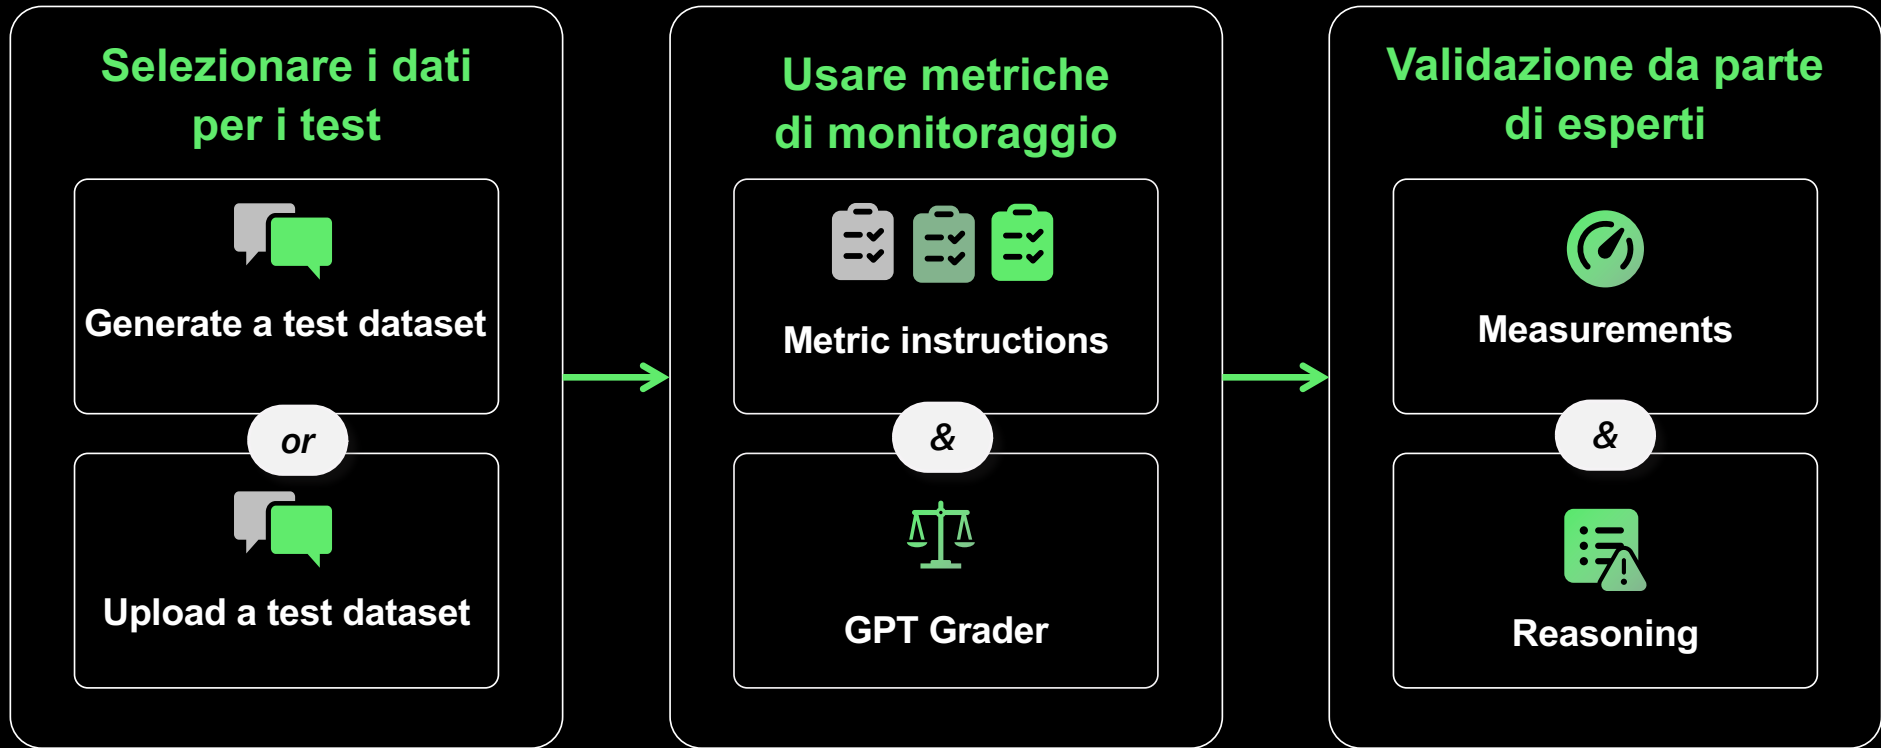 Selezionare i dati
per i test
Generate a test dataset
or
Upload a test dataset
Usare metriche
di monitoraggio
Metric instructions
&
GPT Grader
Validazione da parte
di esperti
Measurements
&
Reasoning